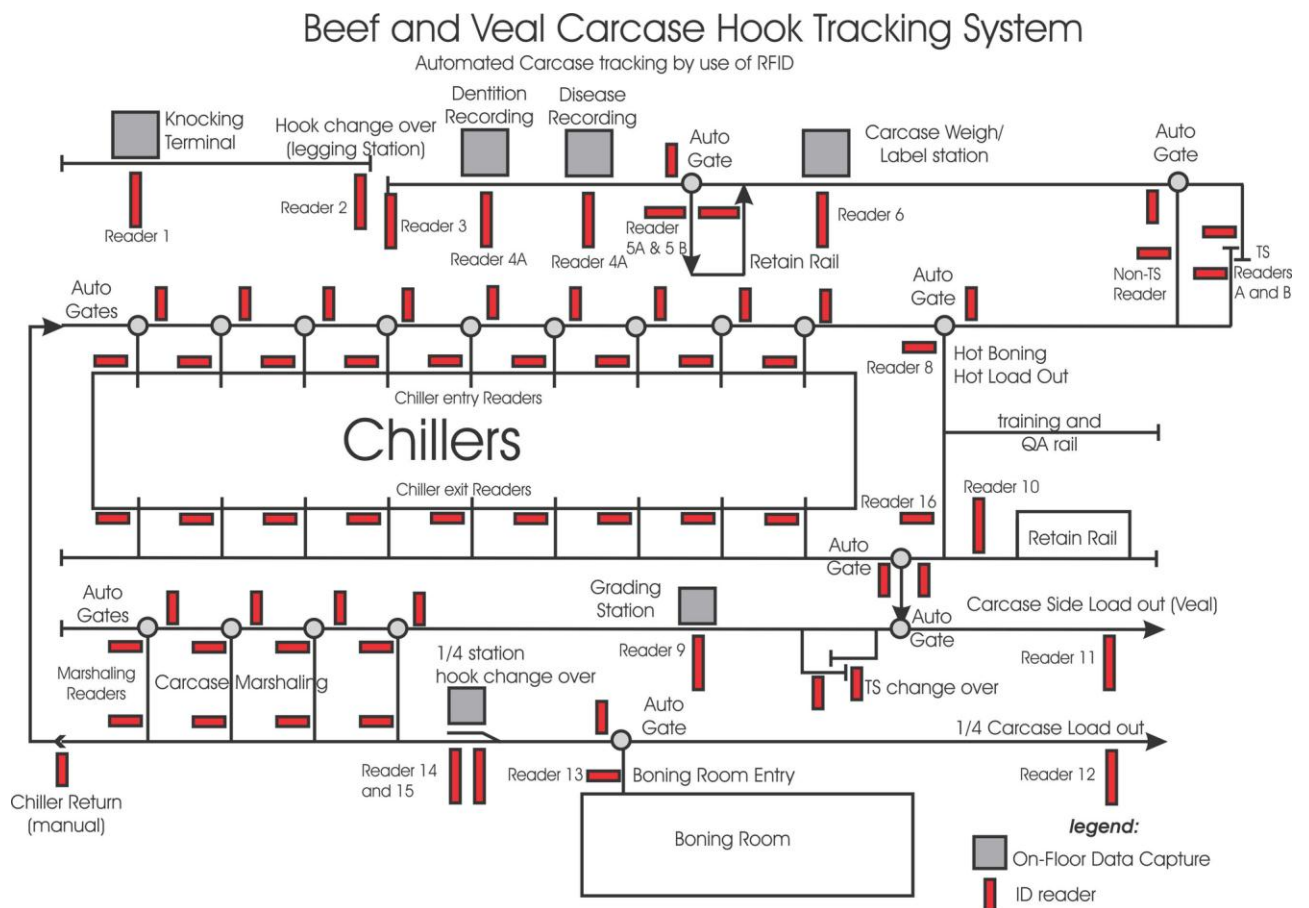 Beef and Veal Carcase Hook Tracking System
Automated Carcase tracking by use of RFID
Knocking
Terminal
Hook change over
(legging Station)
Dentition
Recording
Disease
Recording
Auto
Gate
Carcase Weigh/
Label station
Auto
Gate
Reader 1
Reader 2
Reader 3
Reader 4A
Reader 4A
Reader
5A & 5 B
Retain Rail
Reader 6
Non-TS
Reader
TS
Readers
A and B
Auto
Gates
Auto
Gate
Reader 8
Hot Boning
Hot Load Out
Chiller entry Readers
Chillers
Chiller exit Readers
training and
QA rail
Reader 16
Reader 10
Retain Rail
Auto
Gate
Auto
Gates
Grading
Station
Carcase Side Load out (Veal)
Auto
Gate
Reader 9
Reader 11
TS change over
Marshaling
Readers
Carcase Marshaling
1/4 station
hook change over
Auto
Gate
1/4 Carcase Load out
Reader 14
and 15
Reader 13
Boning Room Entry
Reader 12
Chiller Return
(manual)
Boning Room
legend:
On-Floor Data Capture
ID reader